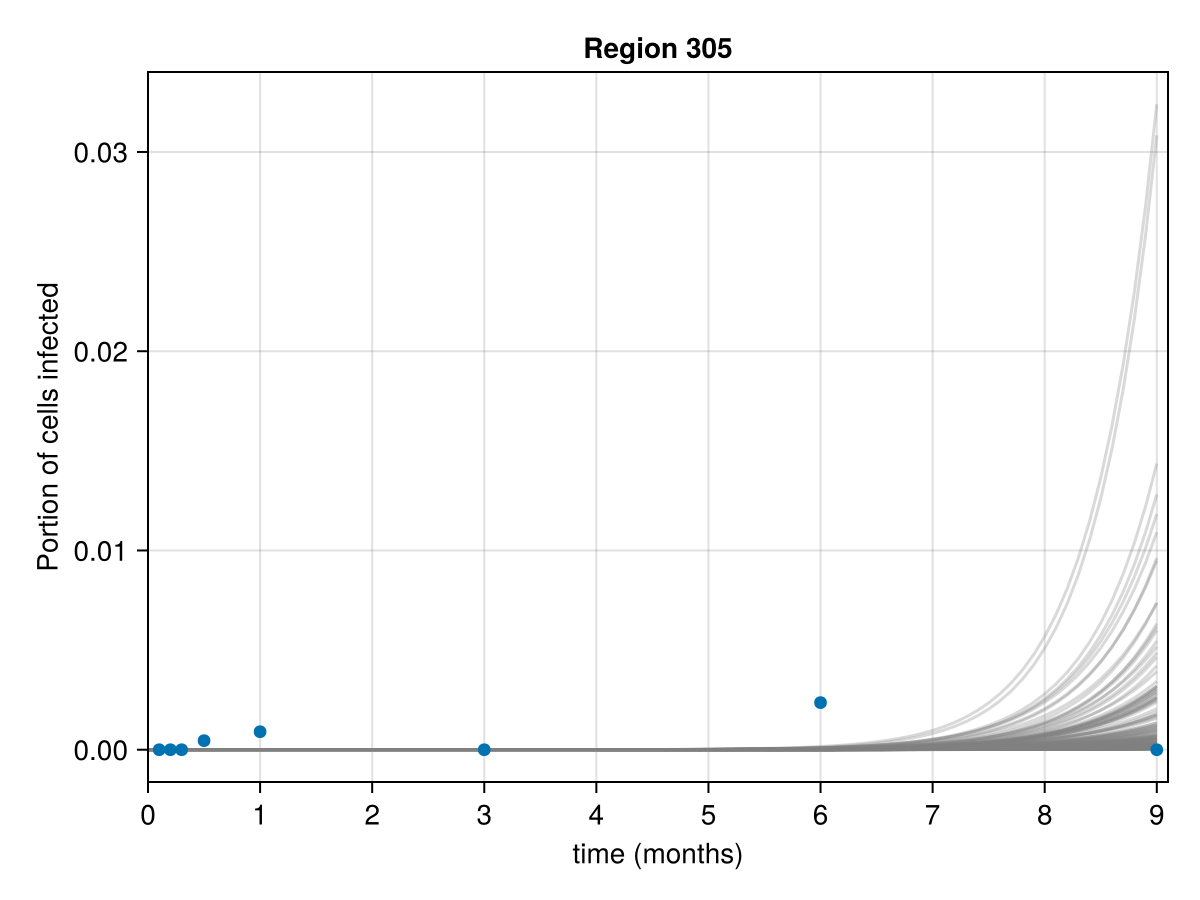 Region 305
Portion of cells infected
0.03
0.02
0.01
0.00
0 1 2 3 4 5 6 7 8 9
time (months)